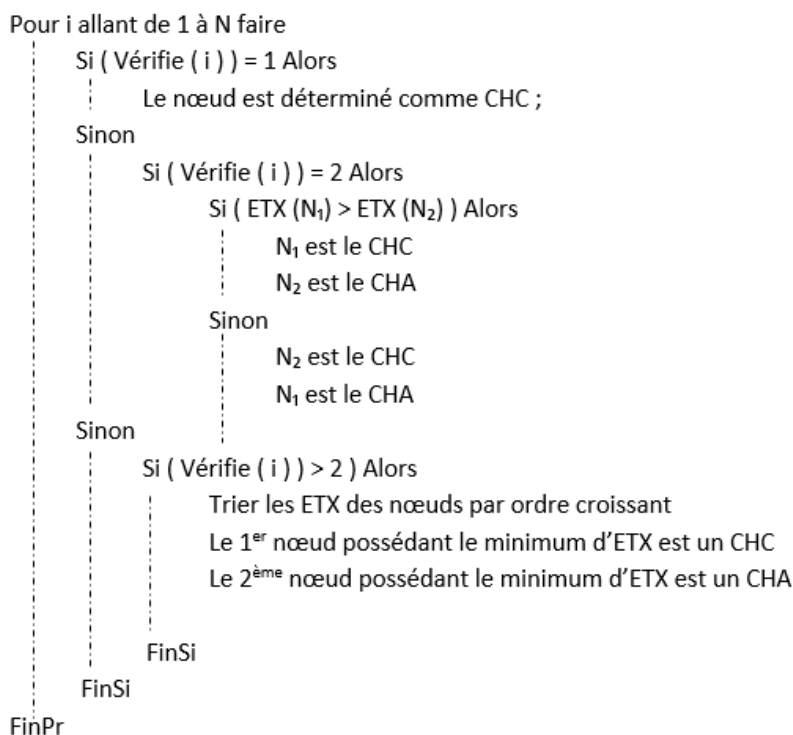 Pour i allant de 1 à N faire
Si ( Vérifie ( i ) ) = 1 Alors
Le nœud est déterminé comme CHC ;
Sinon
Si ( Vérifie ( i ) ) = 2 Alors
Si ( ETX (N₁) > ETX (N₂) ) Alors
N₁ est le CHC
N₂ est le CHA
Sinon
N₂ est le CHC
N₁ est le CHA
Sinon
Si ( Vérifie ( i ) ) > 2 ) Alors
Trier les ETX des nœuds par ordre croissant
Le 1ᵉʳ nœud possédant le minimum d’ETX est un CHC
Le 2ᵉ̀ᵐᵉ nœud possédant le minimum d’ETX est un CHA
FinSi
FinSi
FinPr